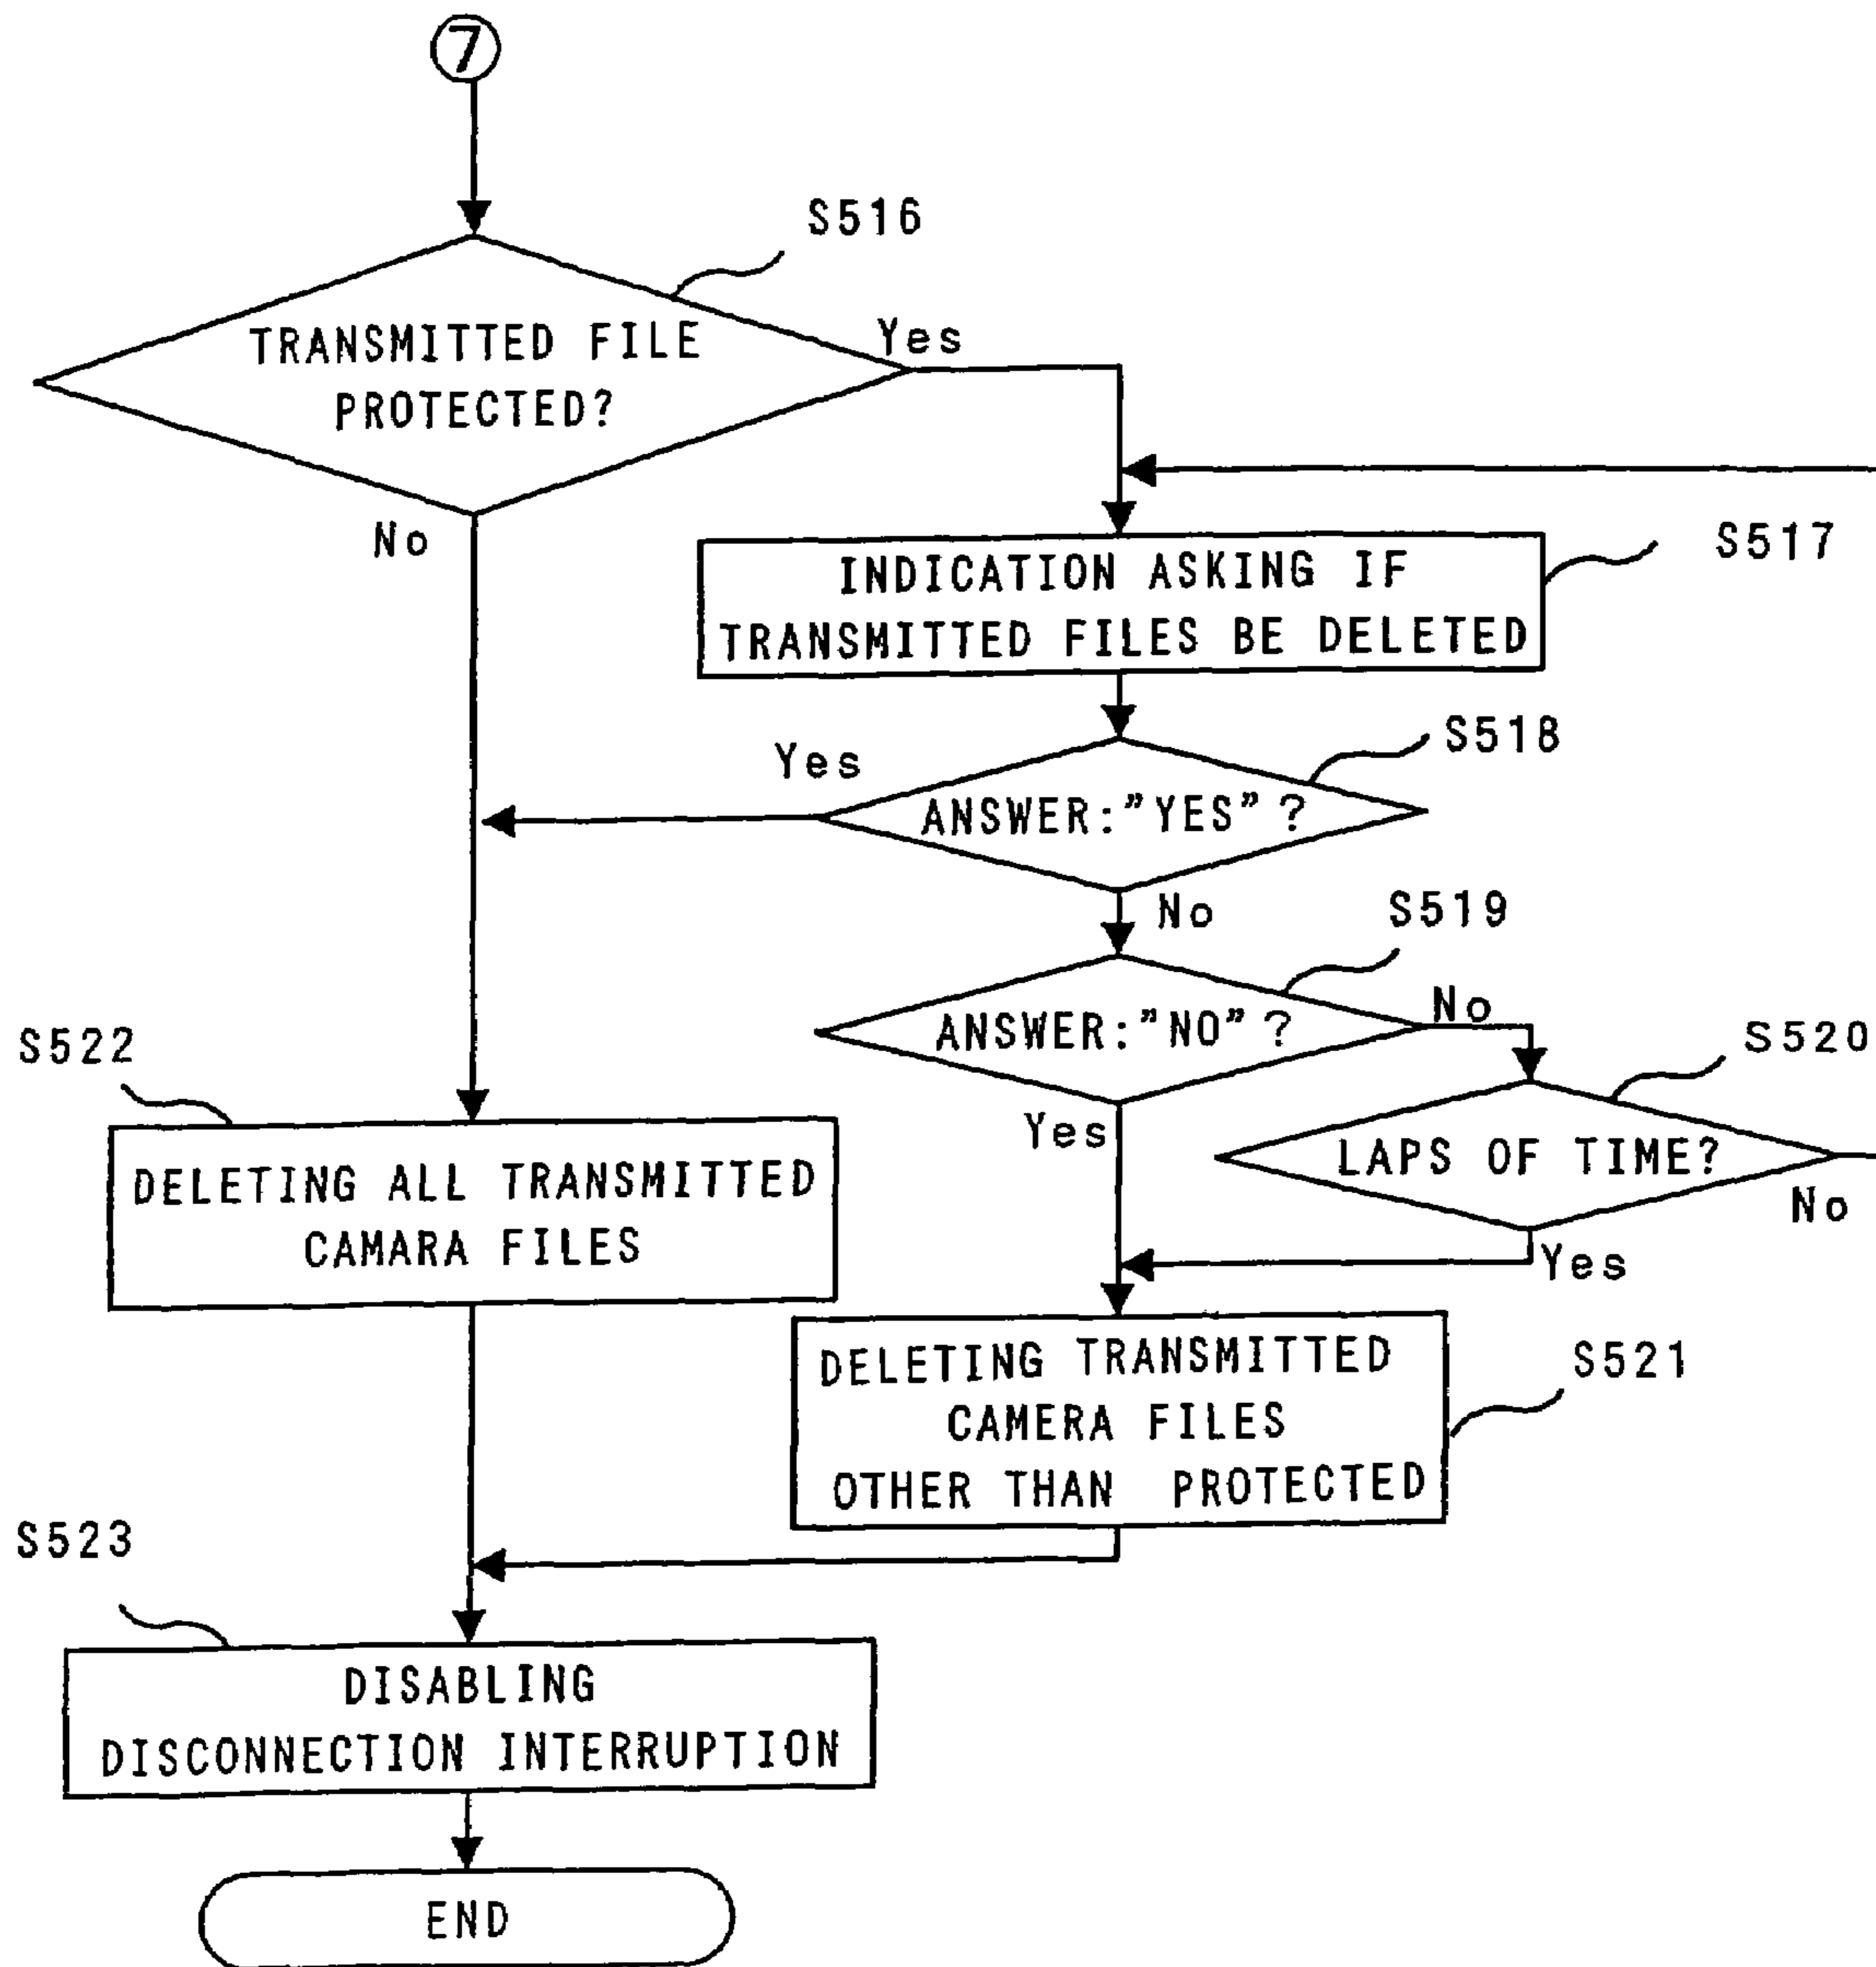 7
S516
TRANSMITTED FILE
PROTECTED?
Yes
No
S517
INDICATION ASKING IF
TRANSMITTED FILES BE DELETED
S518
Yes
ANSWER:"YES"?
No
S519
ANSWER:"NO"?
No
S520
Yes
LAPS OF TIME?
No
Yes
S522
DELETING ALL TRANSMITTED
CAMARA FILES
S521
DELETING TRANSMITTED
CAMERA FILES
OTHER THAN PROTECTED
S523
DISABLING
DISCONNECTION INTERRUPTION
END